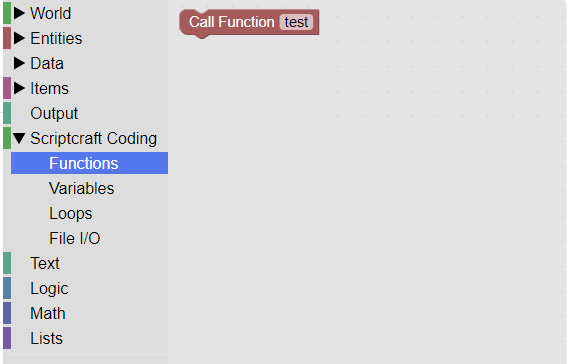 World
Entities
Data
Items
Output
Scriptcraft Coding
Functions
Variables
Loops
File I/O
Text
Logic
Math
Lists
Call Function test